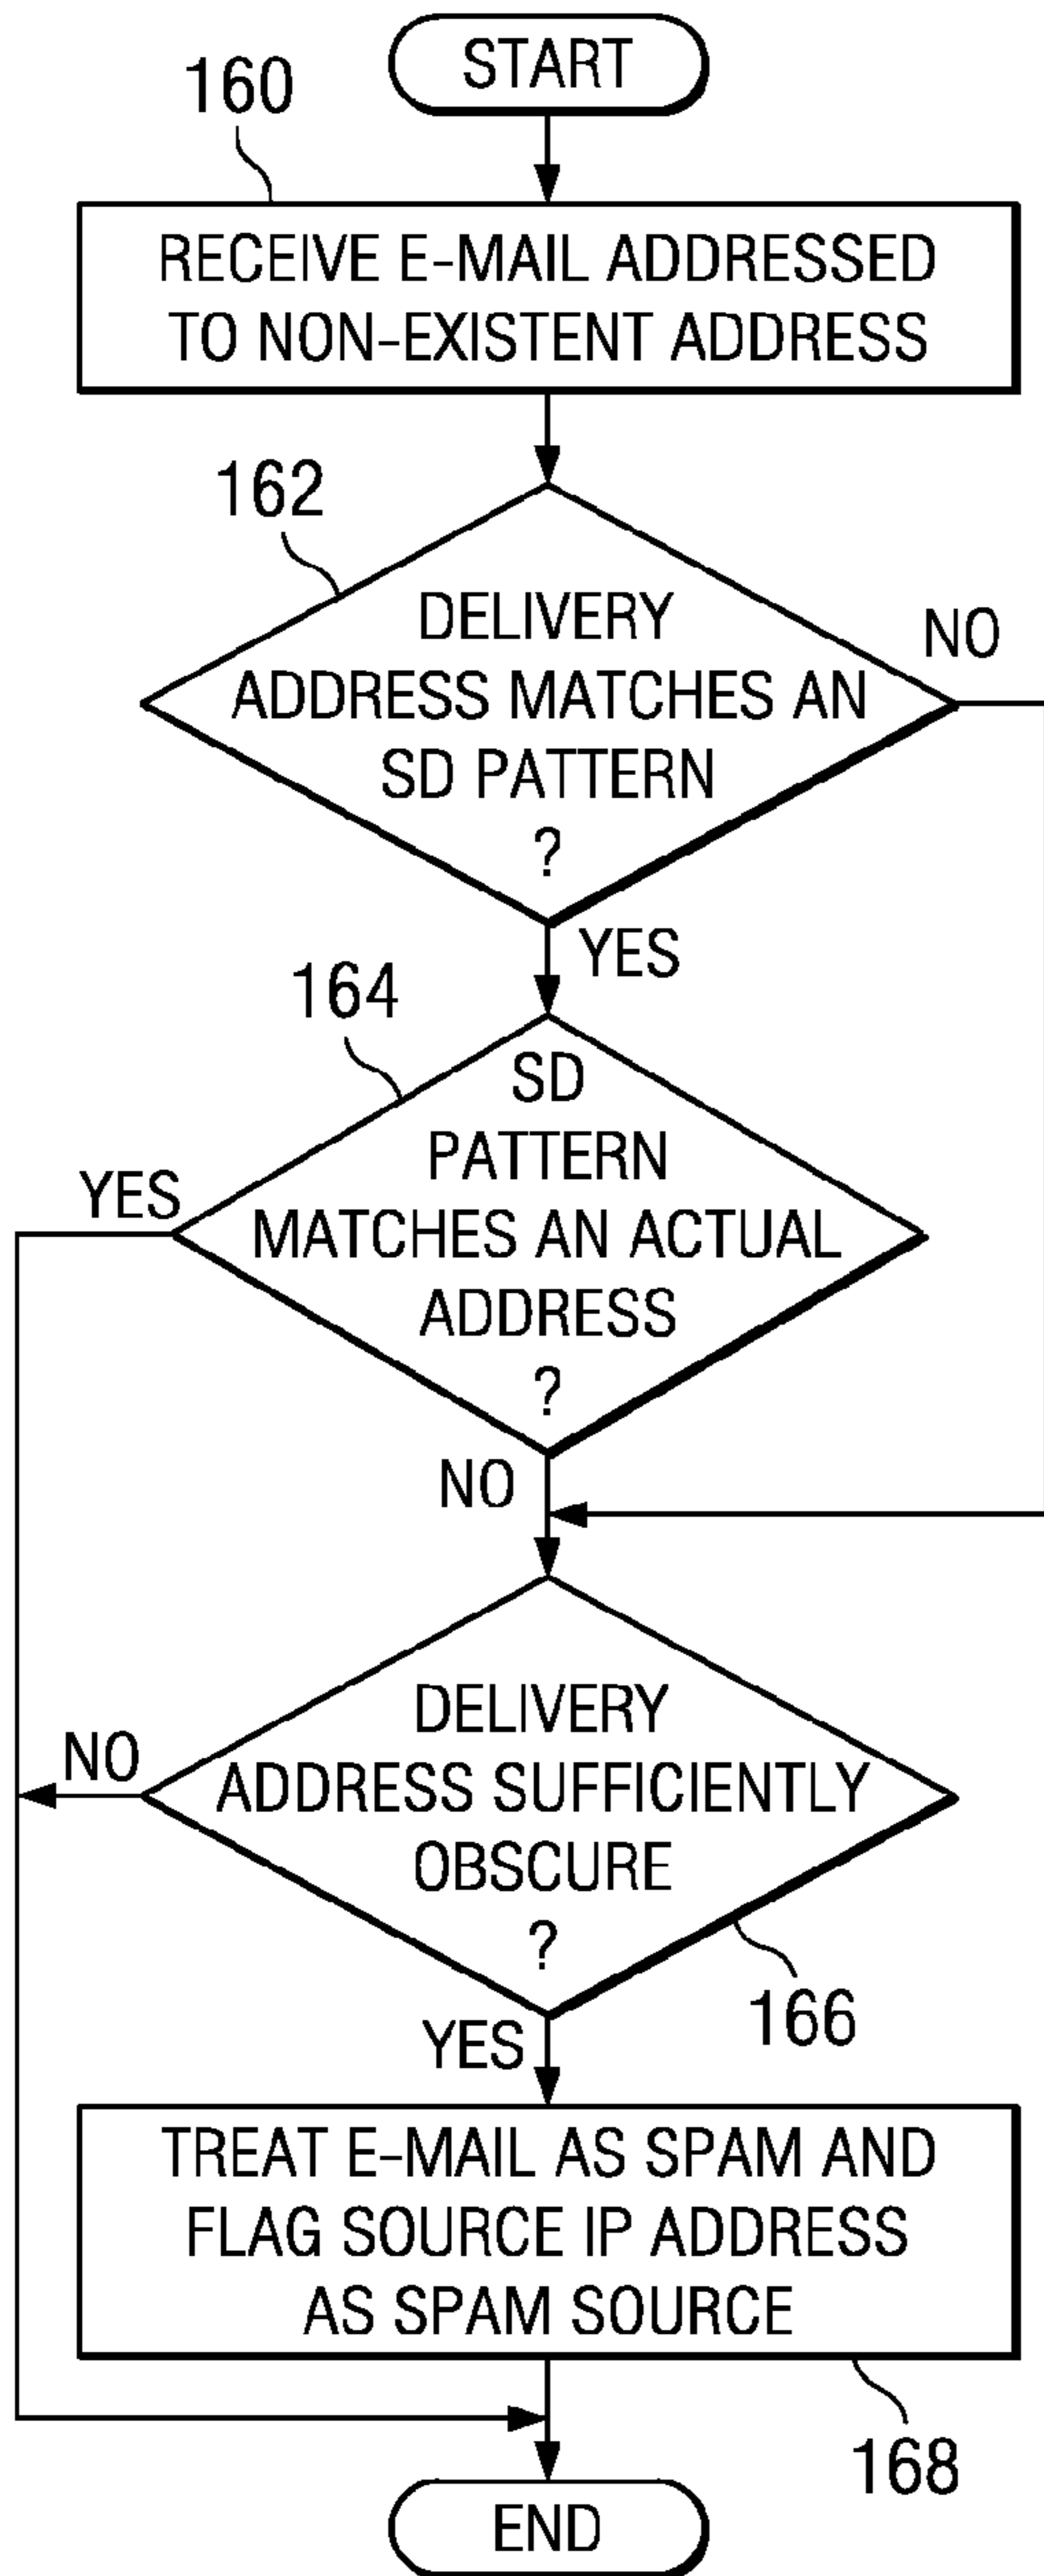 START
160
RECEIVE E-MAIL ADDRESSED
TO NON-EXISTENT ADDRESS
162
DELIVERY
ADDRESS MATCHES AN
SD PATTERN
?
NO
YES
164
SD
PATTERN
MATCHES AN ACTUAL
ADDRESS
?
YES
NO
DELIVERY
ADDRESS SUFFICIENTLY
OBSCURE
?
NO
166
YES
TREAT E-MAIL AS SPAM AND
FLAG SOURCE IP ADDRESS
AS SPAM SOURCE
168
END